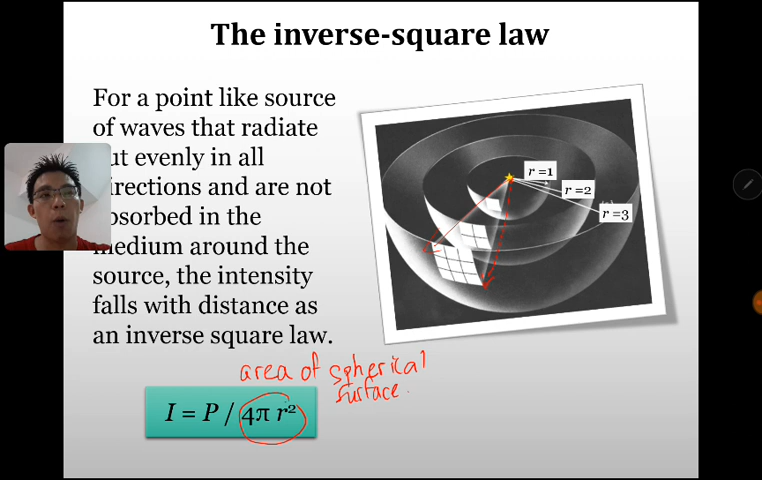 The inverse-square law
For a point like source
of waves that radiate
ut evenly in all
irections and are not
bsorbed in the
medium around the
source, the intensity
falls with distance as
an inverse square law.
r =1
r =2
r =3
area of spherical
surface.
I = P / 4π r²